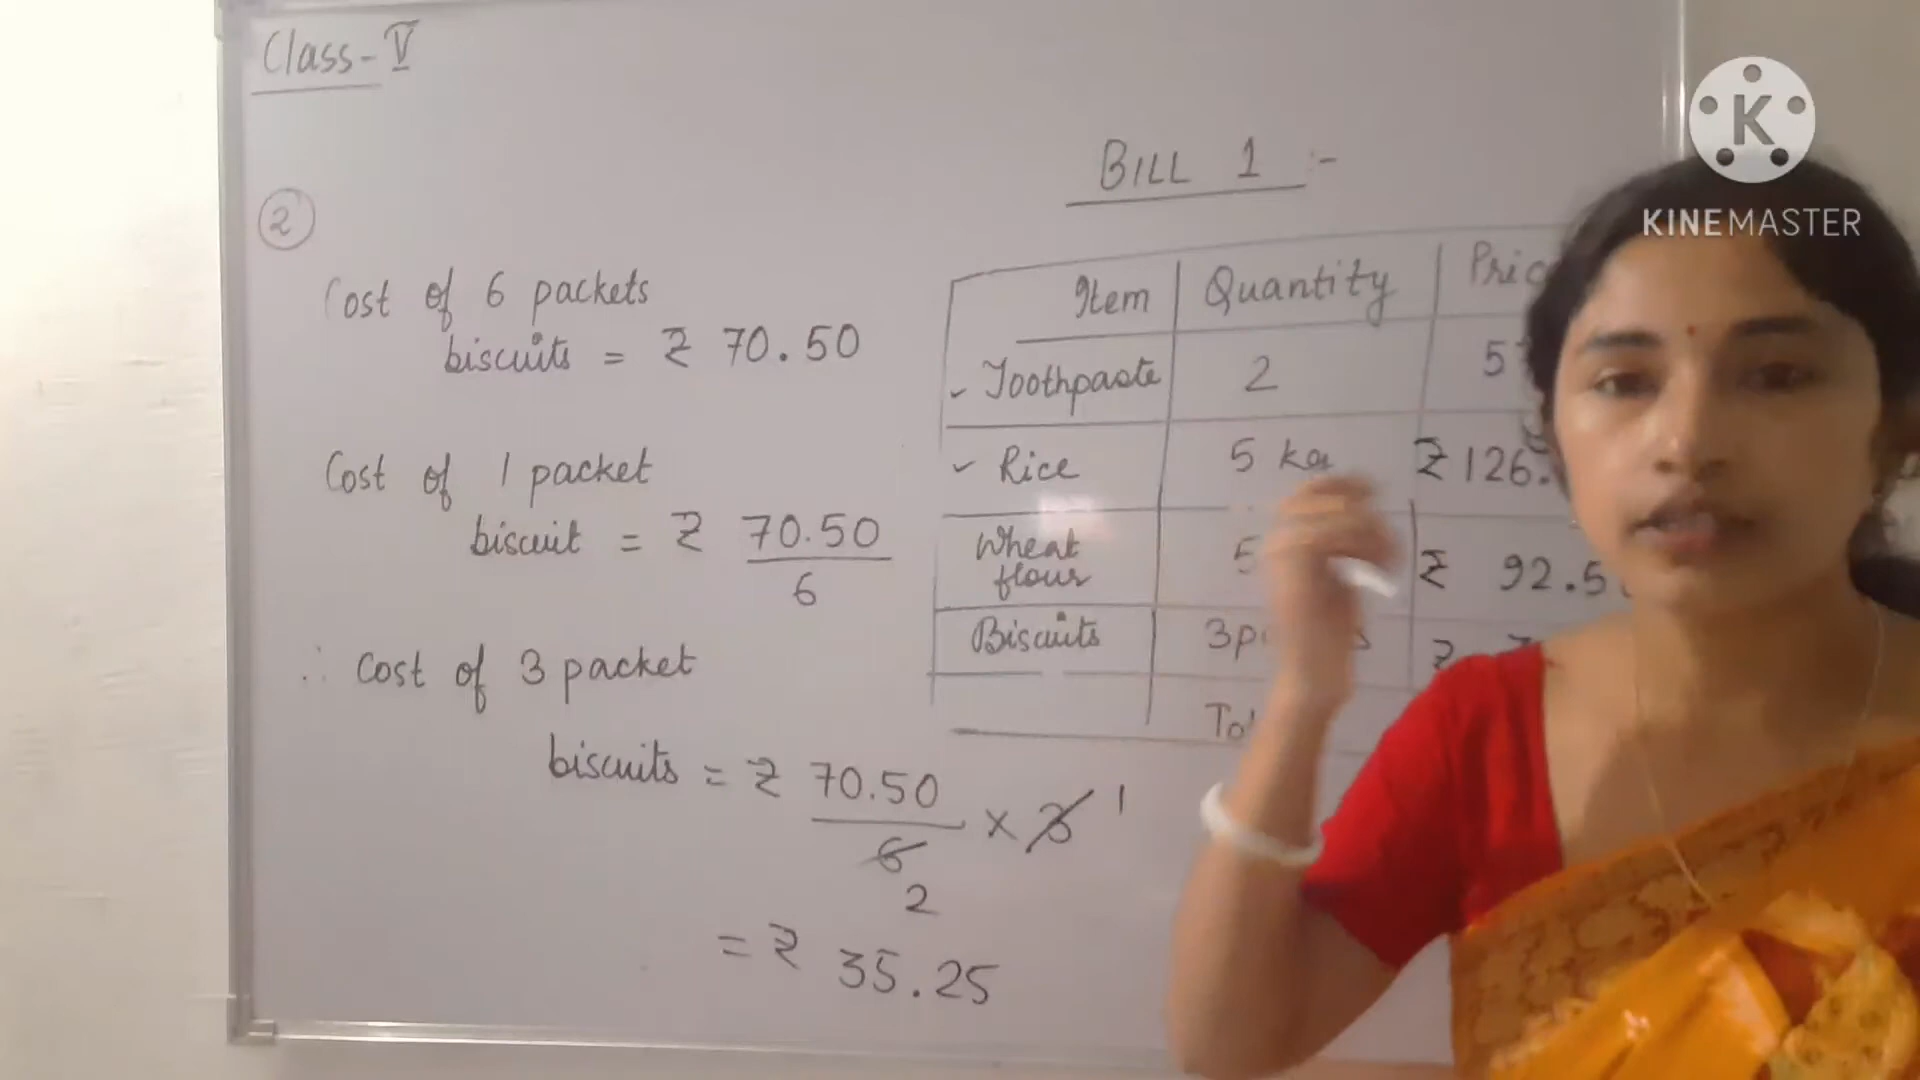 Class-V
2
Cost of 6 packets
biscuits = ₹ 70.50
Cost of 1 packet
biscuit = ₹ 70.50
6
∴ Cost of 3 packet
biscuits = ₹ 70.50 × 3 1
6
2
= ₹ 35.25
BILL 1 :-
Item Quantity
Toothpaste 2
Rice 5 kg ₹ 126.
Wheat 5 ₹ 92.5
flour
Biscuits ₹
K
KINEMASTER